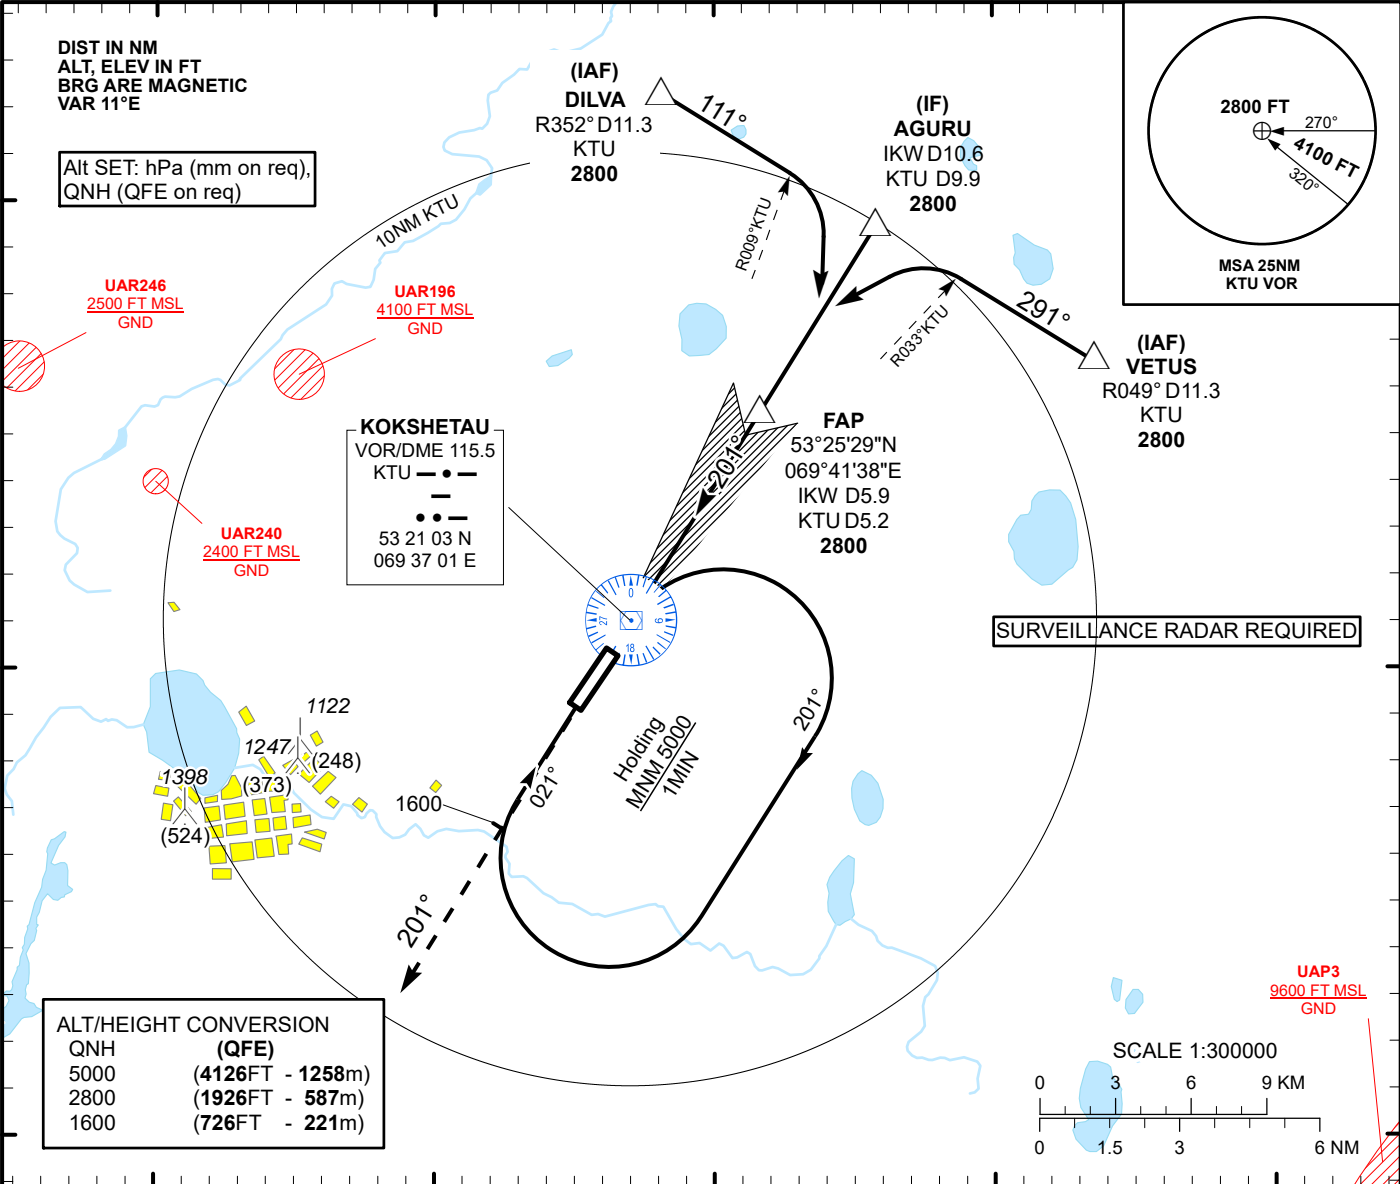 DIST IN NM
ALT, ELEV IN FT
BRG ARE MAGNETIC
VAR 11°E
Alt SET: hPa (mm on req),
QNH (QFE on req)
(IAF)
DILVA
R352° D11.3
KTU
2800
111°
(IF)
AGURU
IKW D10.6
KTU D9.9
2800
2800 FT
270°
4100 FT
320°
MSA 25NM
KTU VOR
10NM KTU
R009°KTU
R033°KTU
291°
(IAF)
VETUS
R049° D11.3
KTU
2800
UAR246
2500 FT MSL
GND
UAR196
4100 FT MSL
GND
UAR240
2400 FT MSL
GND
KOKSHETAU
VOR/DME 115.5
KTU
53 21 03 N
069 37 01 E
201°
FAP
53°25'29"N
069°41'38"E
IKW D5.9
KTU D5.2
2800
0
9
18
27
SURVEILLANCE RADAR REQUIRED
201°
Holding
MNM 5000
1MIN
021°
1600
201°
1122
1247
(248)
1398
(373)
(524)
UAP3
9600 FT MSL
GND
ALT/HEIGHT CONVERSION
QNH (QFE)
5000 (4126FT - 1258m)
2800 (1926FT - 587m)
1600 (726FT - 221m)
SCALE 1:300000
0 3 6 9 KM
0 1.5 3 6 NM